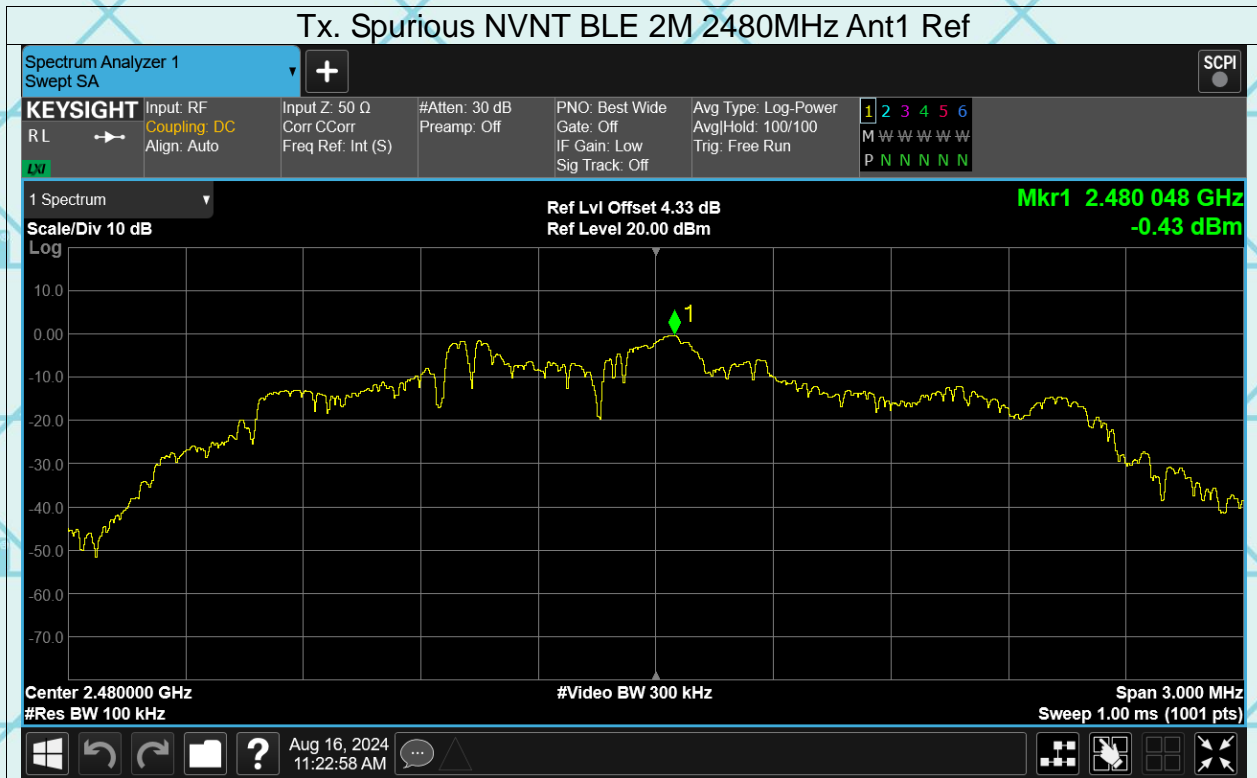 Tx. Spurious NVNT BLE 2M 2480MHz Ant1 Ref
Spectrum Analyzer 1
Swept SA
+
SCPI
KEYSIGHT
RL
LXI
Input: RF
Coupling: DC
Align: Auto
Input Z: 50 Ω
Corr CCorr
Freq Ref: Int (S)
#Atten: 30 dB
Preamp: Off
PNO: Best Wide
Gate: Off
IF Gain: Low
Sig Track: Off
Avg Type: Log-Power
Avg|Hold: 100/100
Trig: Free Run
1 2 3 4 5 6
M W W W W W
P N N N N N
1 Spectrum
Scale/Div 10 dB
Log
Ref Lvl Offset 4.33 dB
Ref Level 20.00 dBm
Mkr1 2.480 048 GHz
-0.43 dBm
1
10.0
0.00
-10.0
-20.0
-30.0
-40.0
-50.0
-60.0
-70.0
Center 2.480000 GHz
#Res BW 100 kHz
#Video BW 300 kHz
Span 3.000 MHz
Sweep 1.00 ms (1001 pts)
?
Aug 16, 2024
11:22:58 AM